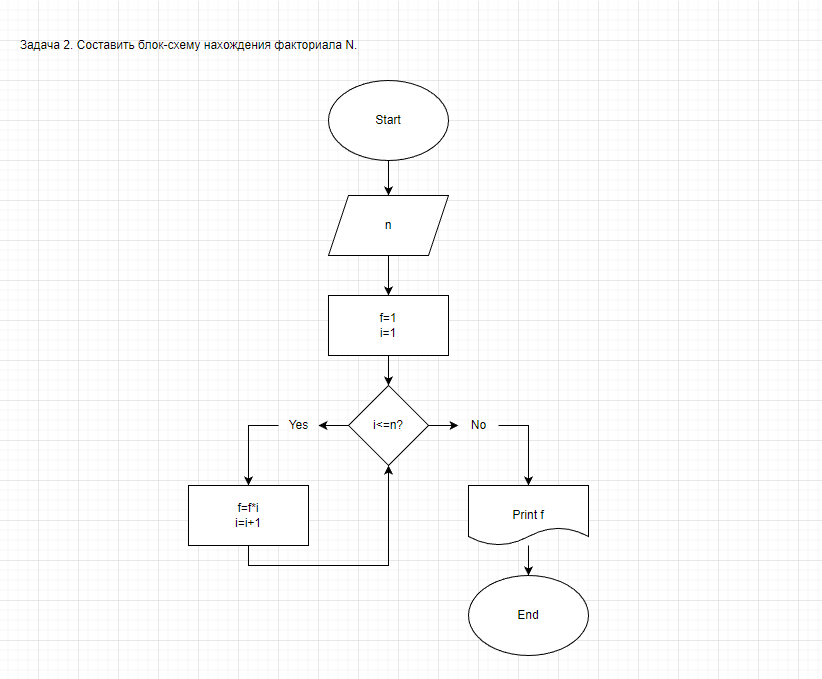 Задача 2. Составить блок-схему нахождения факториала N.
Start
n
f=1
i=1
i<=n?
Yes
No
f=f*i
i=i+1
Print f
End